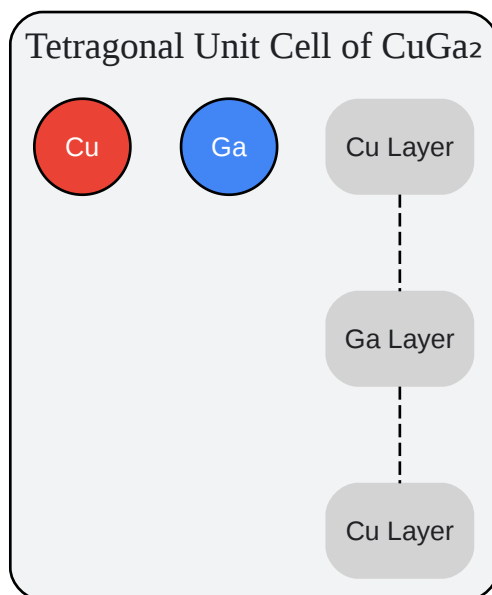 Tetragonal Unit Cell of CuGa₂
Cu
Ga
Cu Layer
Ga Layer
Cu Layer